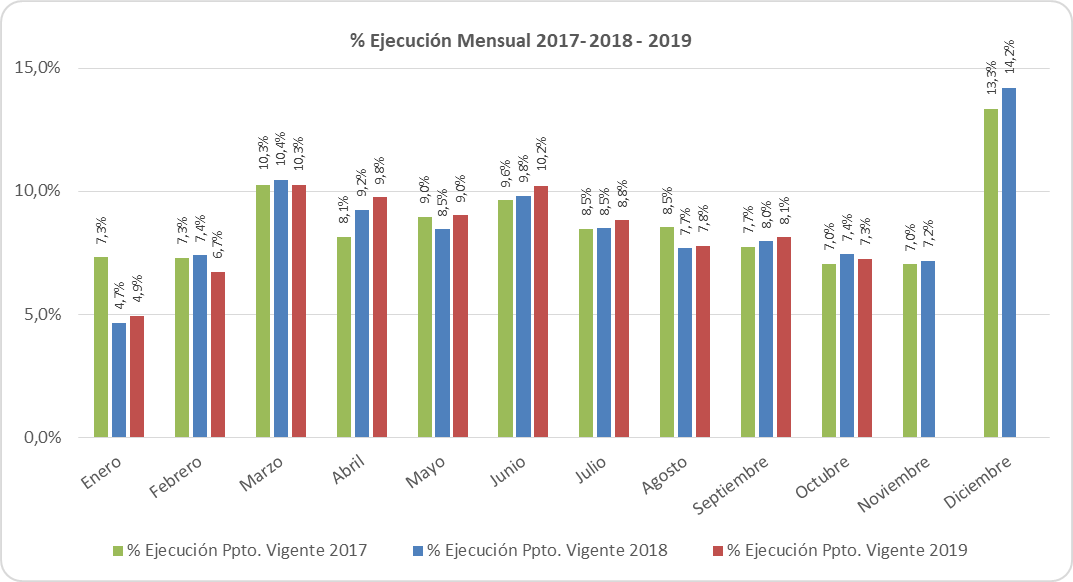 % Ejecución Mensual 2017- 2018 - 2019
15,0%
10,0%
5,0%
0,0%
7,3%
4,7%
4,9%
7,3%
7,4%
6,7%
10,3%
10,4%
10,3%
8,1%
9,2%
9,8%
9,0%
8,5%
9,0%
9,6%
9,8%
10,2%
8,5%
8,5%
8,8%
8,5%
7,7%
7,8%
7,7%
8,0%
8,1%
7,0%
7,4%
7,3%
7,0%
7,2%
13,3%
14,2%
Enero
Febrero
Marzo
Abril
Mayo
Junio
Julio
Agosto
Septiembre
Octubre
Noviembre
Diciembre
% Ejecución Ppto. Vigente 2017
% Ejecución Ppto. Vigente 2018
% Ejecución Ppto. Vigente 2019